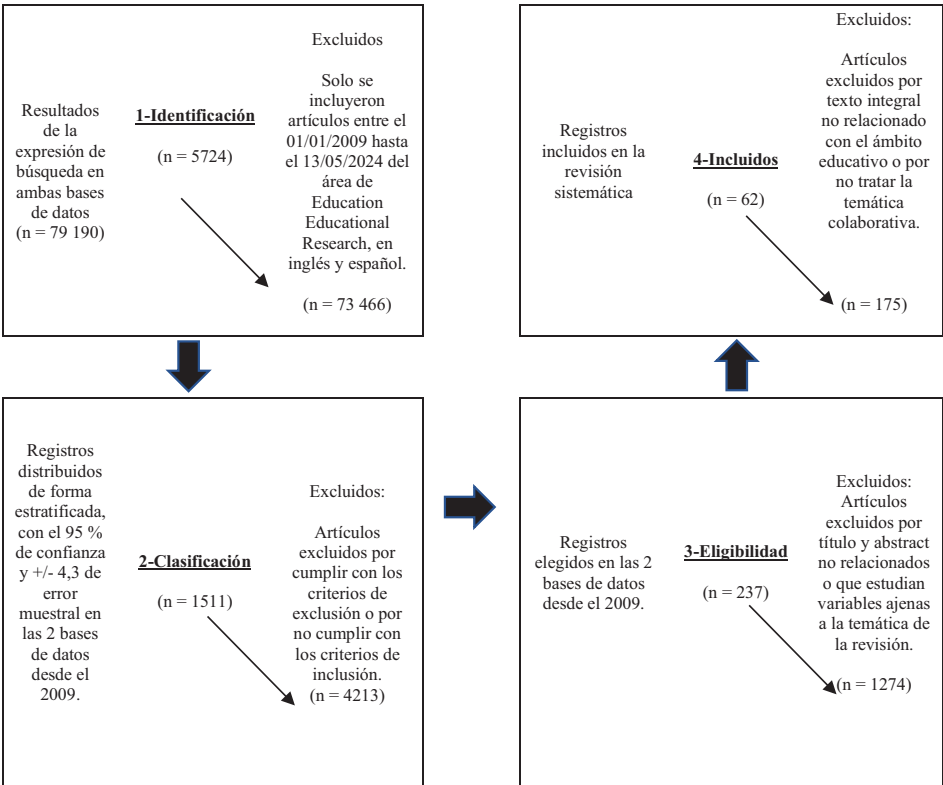 Resultados
de la
expresión de
búsqueda en
ambas bases
de datos
(n = 79 190)
1-Identificación
(n = 5724)
Excluidos
Solo se
incluyeron
artículos entre el
01/01/2009 hasta
el 13/05/2024 del
área de
Education
Educational
Research, en
inglés y español.
(n = 73 466)
Registros
distribuidos
de forma
estratificada,
con el 95 %
de confianza
y +/- 4,3 de
error
muestral en
las 2 bases
de datos
desde el
2009.
2-Clasificación
(n = 1511)
Excluidos:
Artículos
excluidos por
cumplir con los
criterios de
exclusión o por
no cumplir con
los criterios de
inclusión.
(n = 4213)
Registros
elegidos en las 2
bases de datos
desde el 2009.
3-Eligibilidad
(n = 237)
Excluidos:
Artículos
excluidos por
título y abstract
no relacionados
o que estudian
variables ajenas
a la temática de
la revisión.
(n = 1274)
Registros
incluidos en la
revisión
sistemática
4-Incluidos
(n = 62)
Excluidos:
Artículos
excluidos por
texto integral
no relacionado
con el ámbito
educativo o por
no tratar la
temática
colaborativa.
(n = 175)